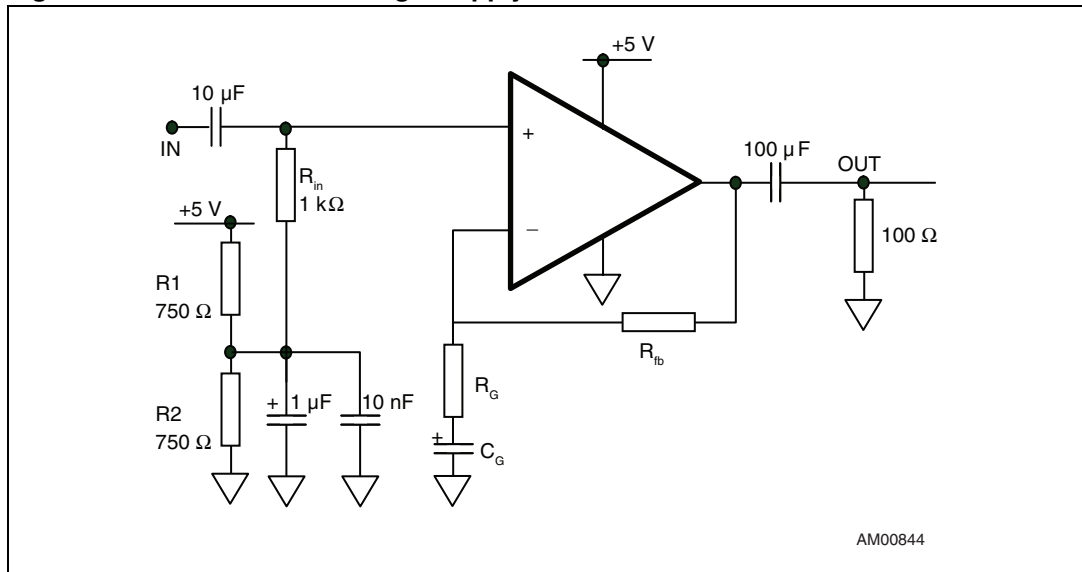 +5 V
10 µF
+
100 µF
OUT
IN
R_in
1 kΩ
+5 V
−
100 Ω
R1
750 Ω
R_fb
R_G
+ 1 µF
10 nF
R2
750 Ω
+
C_G
AM00844